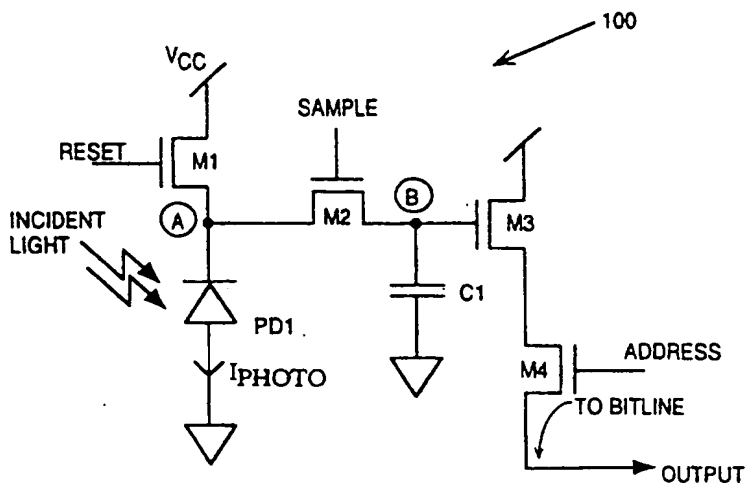 100
VCC
SAMPLE
RESET
M1
A
B
M2
M3
INCIDENT
LIGHT
C1
PD1
IPHOTO
M4
ADDRESS
TO BITLINE
OUTPUT